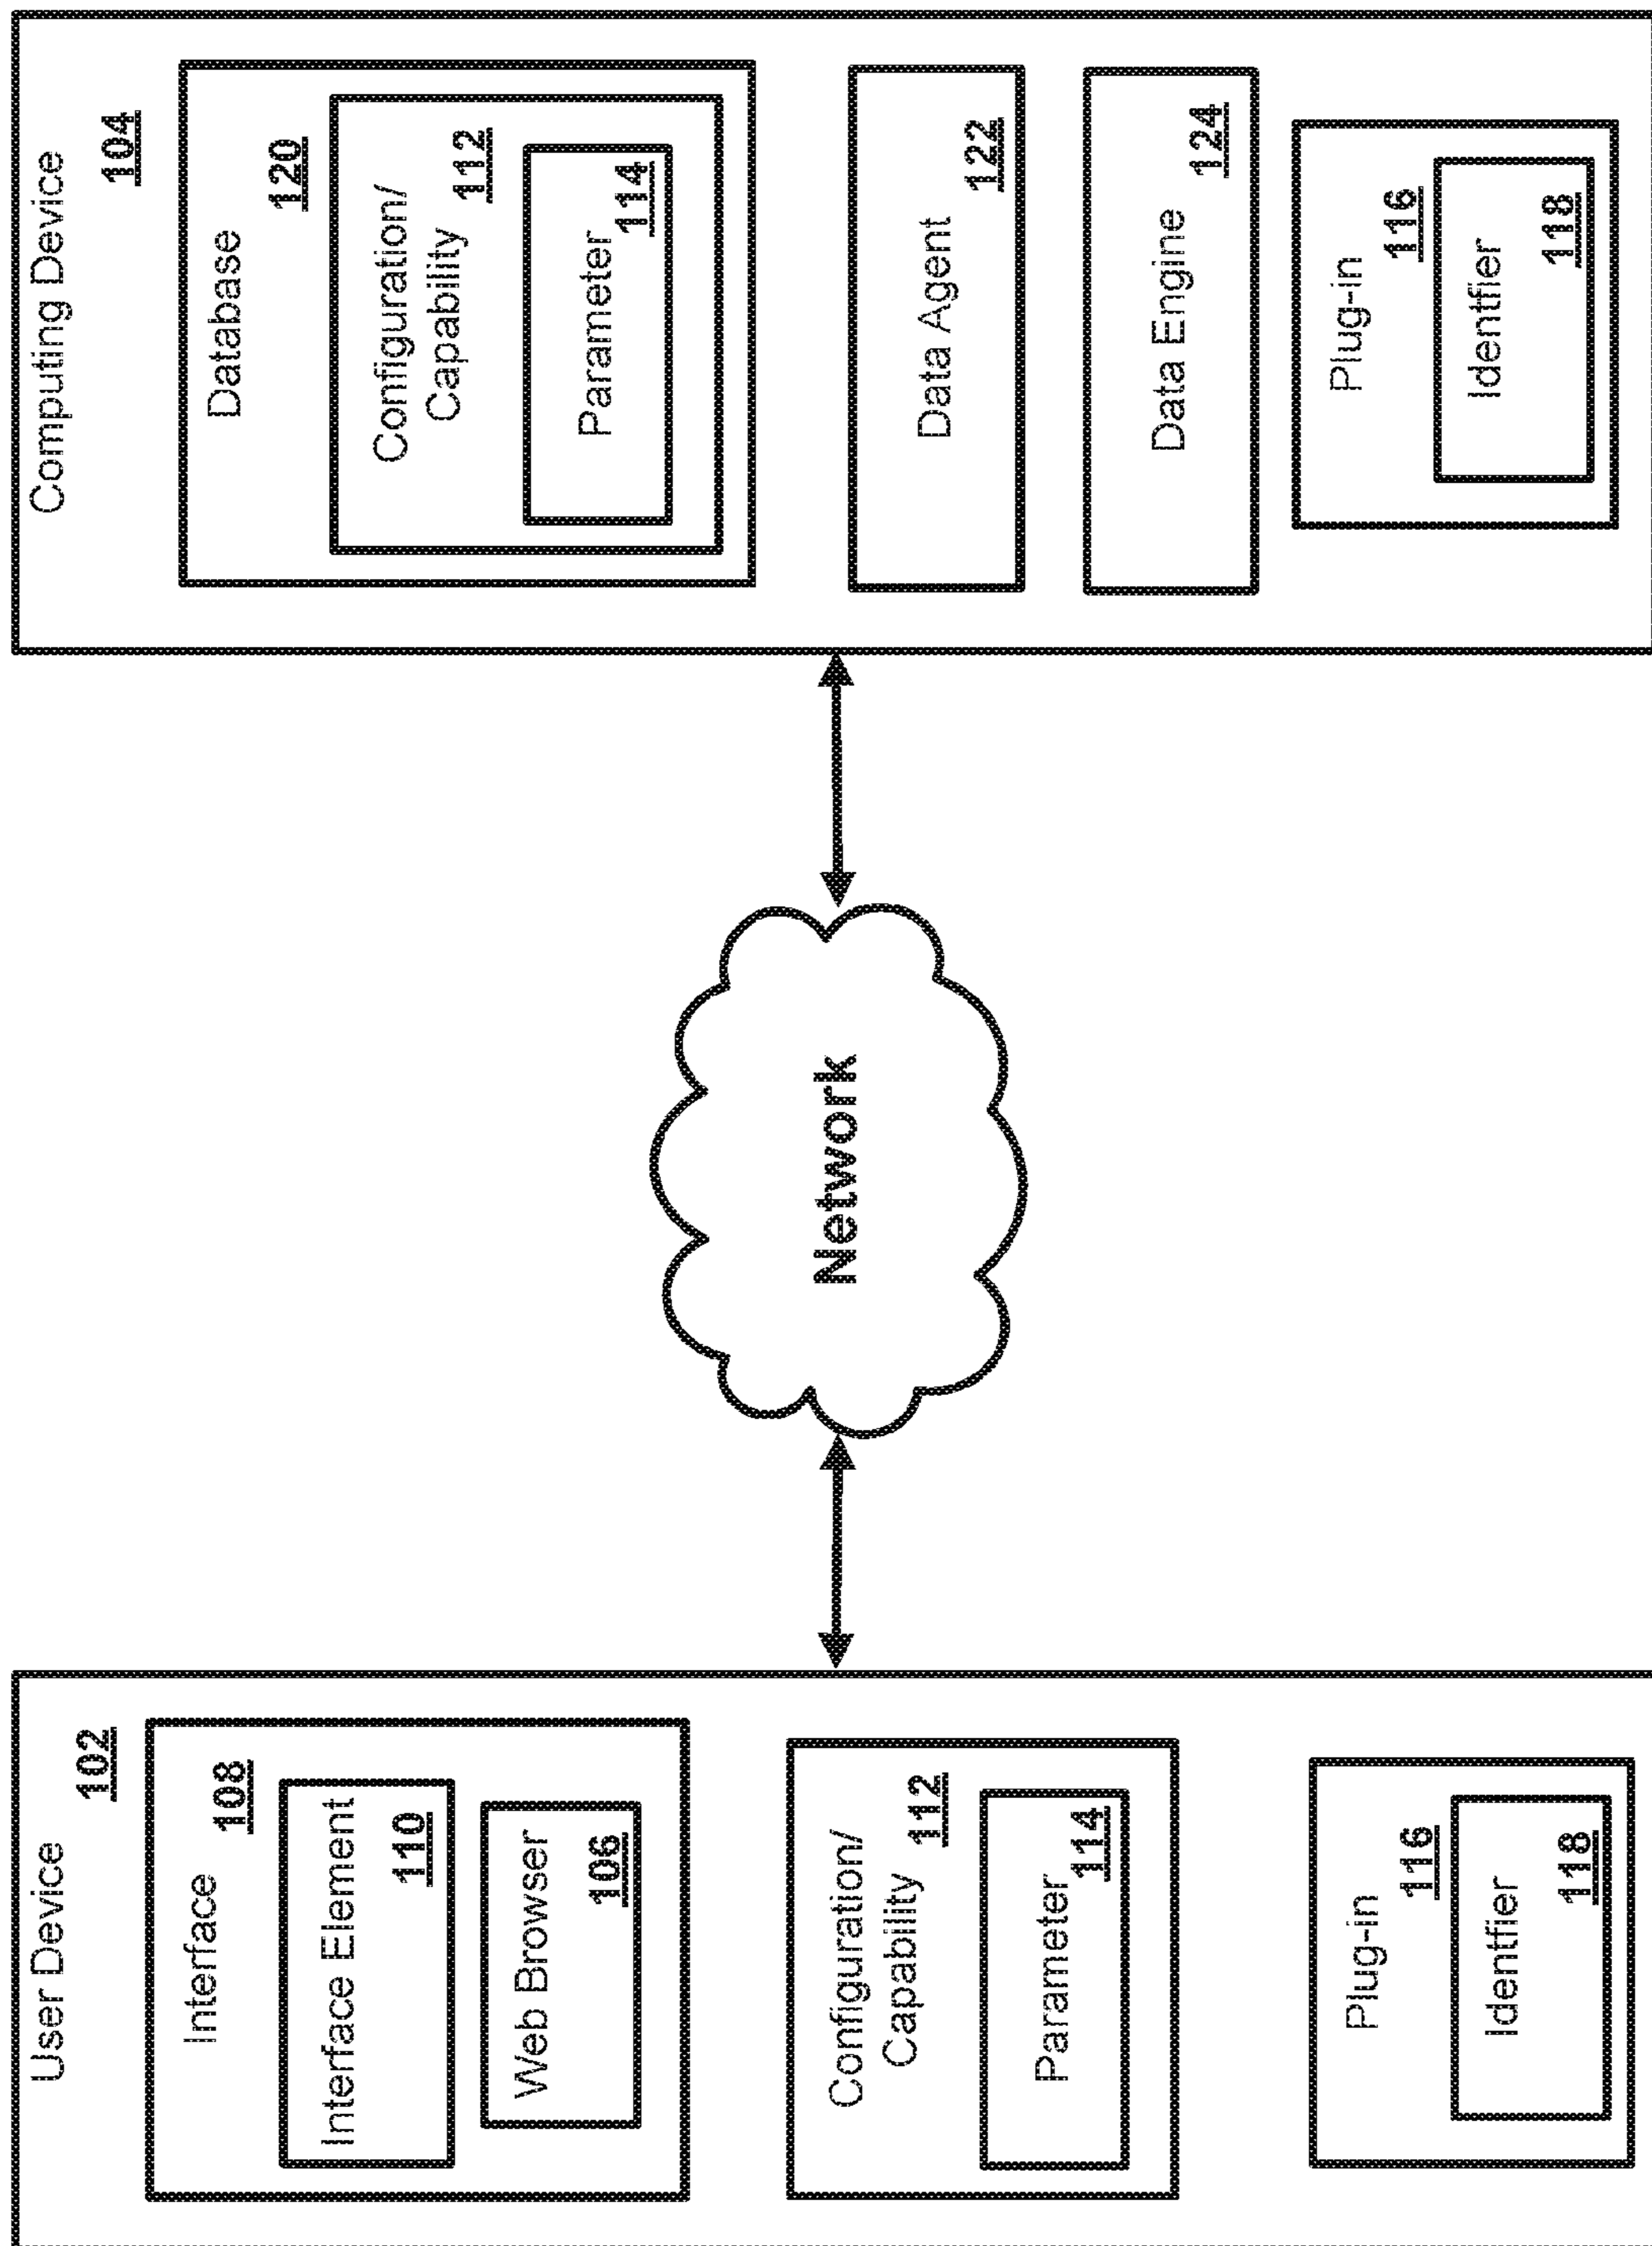 User Device
102
Interface
108
Interface Element
110
Web Browser
106
Configuration/
Capability
112
Parameter
114
Plug-in
116
Identifier
118
Network
Computing Device
104
Database
120
Configuration/
Capability
112
Parameter
114
Data Agent
122
Data Engine
124
Plug-in
116
Identifier
118